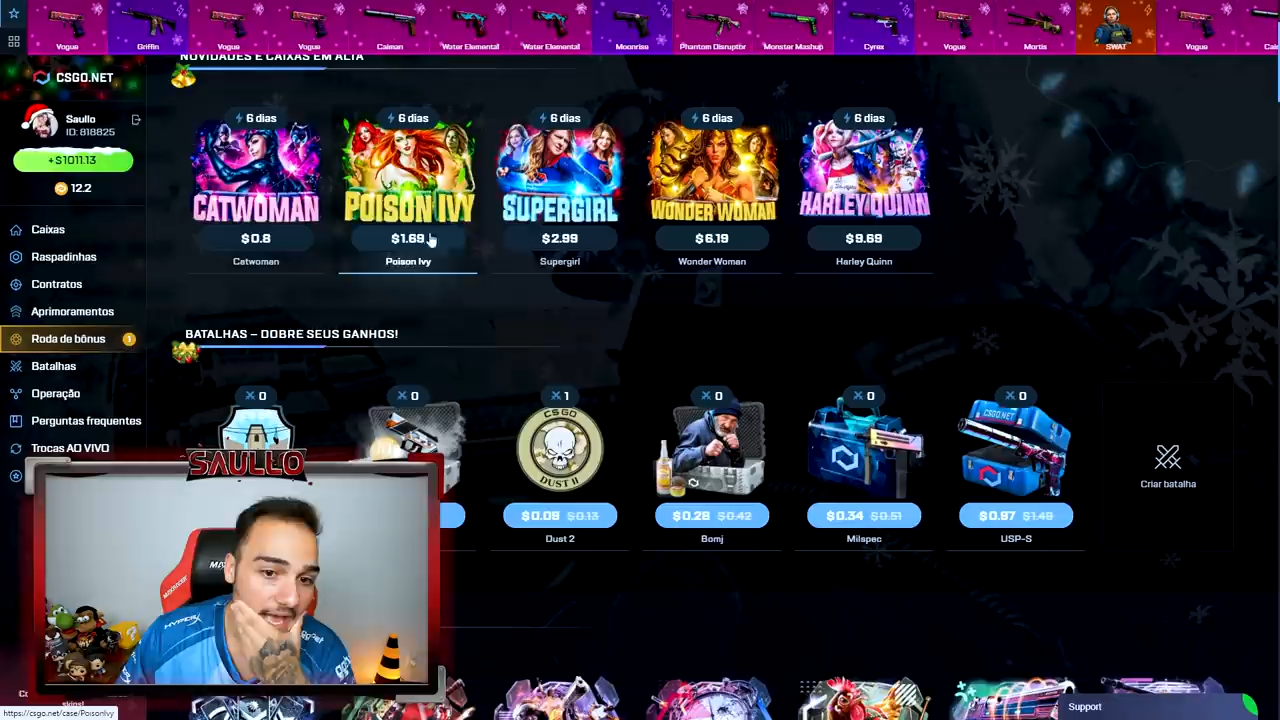 Vogue
Griffin
Vogue
Vogue
Caiman
Water Elemental
Water Elemental
Moonrise
Phantom Disruptor
Monster Mashup
Cyrex
Vogue
Mortis
SWAT
Vogue
CSGO.NET
Saullo
ID: 818825
+$1011.13
12.2
Caixas
Raspadinhas
Contratos
Aprimoramentos
Roda de bônus 1
Batalhas
Operação
Perguntas frequentes
Trocas AO VIVO
NOVIDADES E CAIXAS EM ALTA
6 dias
6 dias
6 dias
6 dias
6 dias
CATWOMAN
POISON IVY
SUPERGIRL
WONDER WOMAN
HARLEY QUINN
$0.8
$1.69
$2.99
$6.19
$9.69
Catwoman
Poison Ivy
Supergirl
Wonder Woman
Harley Quinn
BATALHAS – DOBRE SEUS GANHOS!
0
0
1
0
0
0
CSGO
DUST II
CSGO.NET
$0.09 $0.13
$0.28 $0.42
$0.34 $0.51
$0.97 $1.49
Dust 2
Bomj
Milspec
USP-S
Criar batalha
SAULLO
HYPERX
skins!
Support
https://csgo.net/case/PoisonIvy